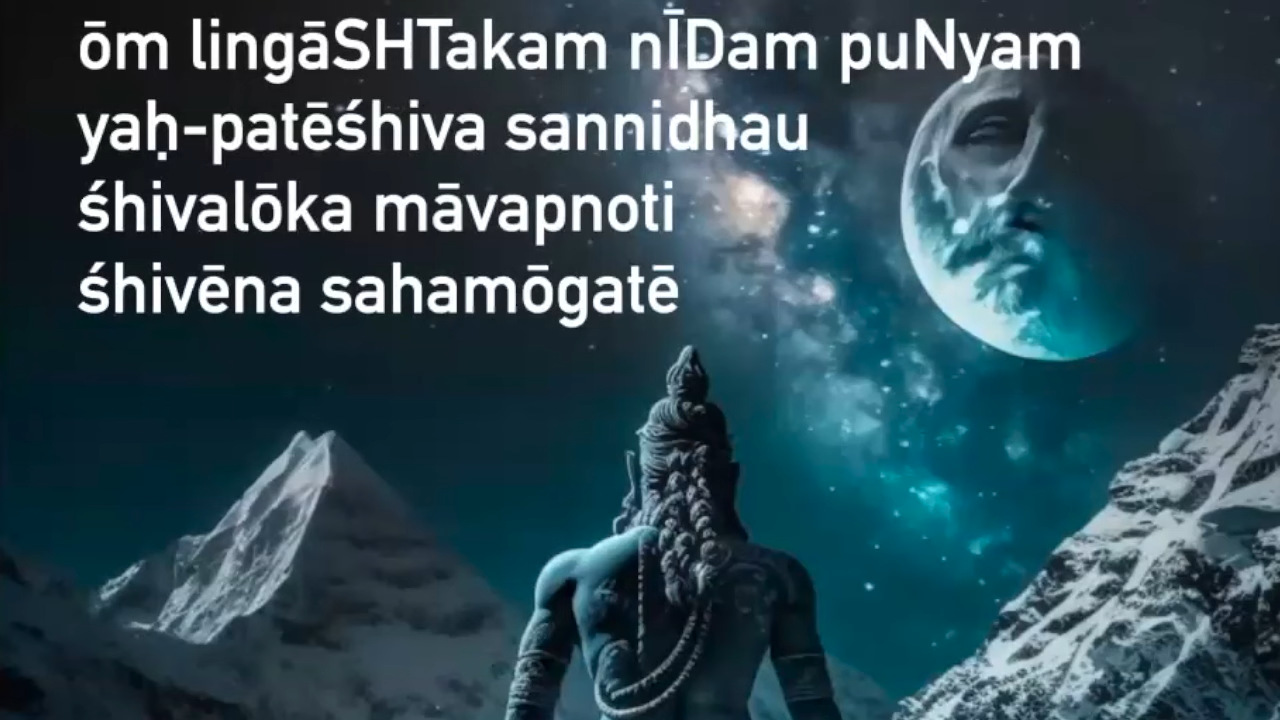 ōm lingāSHTakam nĪDam puNyam
yaḥ-patēśhiva sannidhau
śhivalōka māvapnoti
śhivēna sahamōgatē